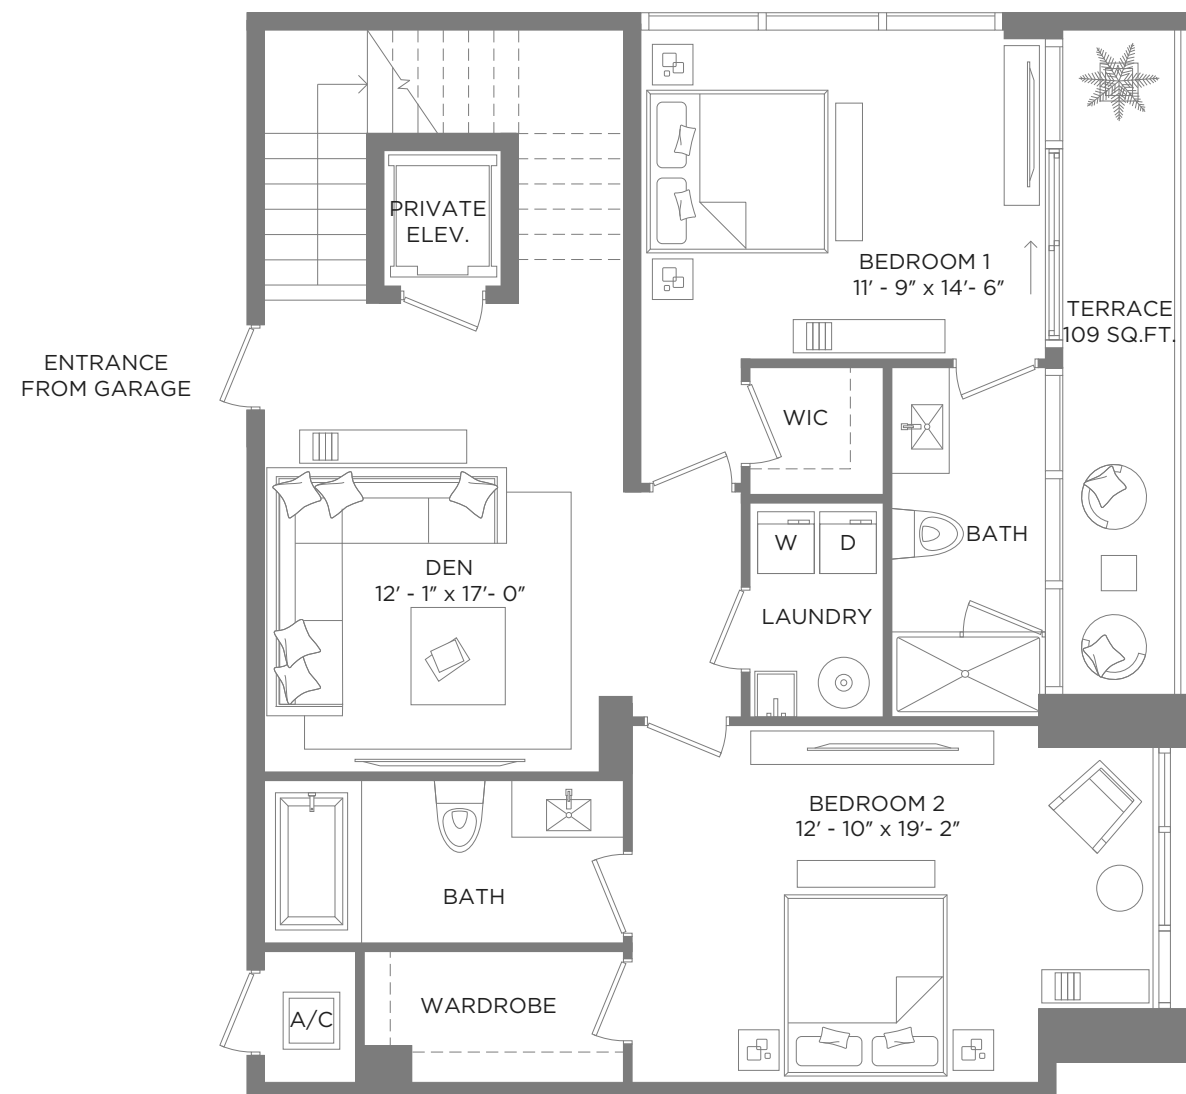 PRIVATE
ELEV.
BEDROOM 1
11' - 9" x 14'- 6"
TERRACE
109 SQ.FT.
ENTRANCE
FROM GARAGE
WIC
W
D
BATH
DEN
12' - 1" x 17'- 0"
LAUNDRY
BEDROOM 2
12' - 10" x 19'- 2"
BATH
WARDROBE
A/C